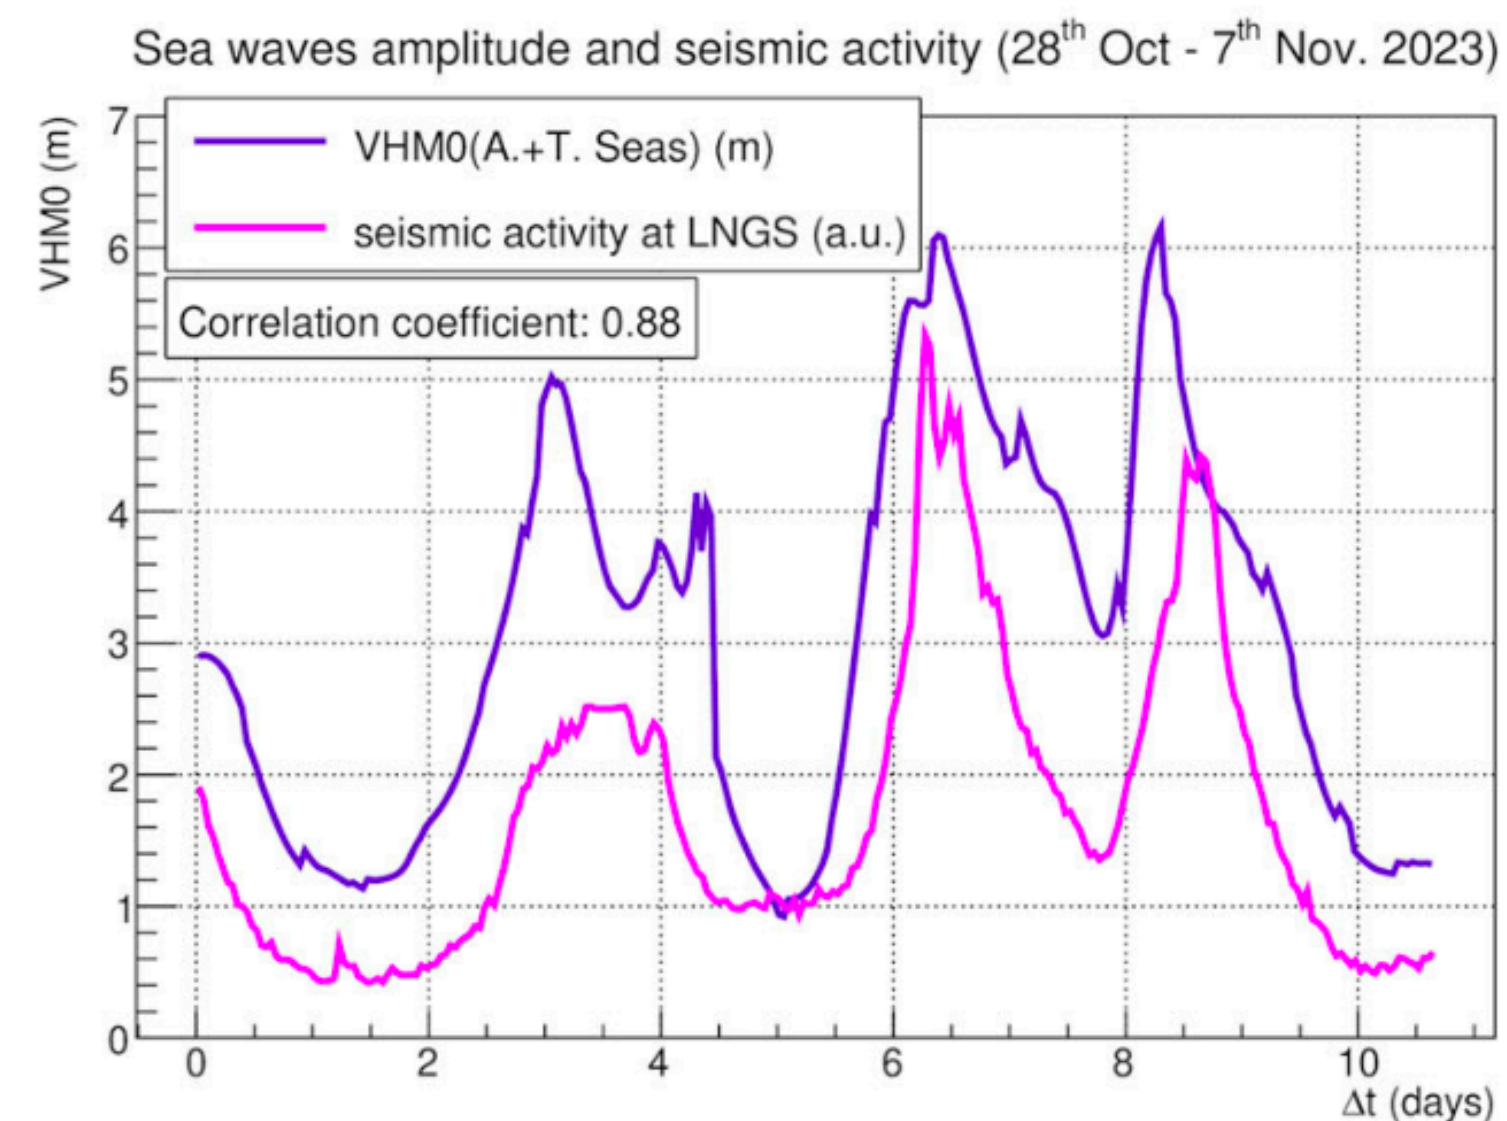 Sea waves amplitude and seismic activity (28th Oct - 7th Nov. 2023)
VHM0 (m)
VHM0(A.+T. Seas) (m)
seismic activity at LNGS (a.u.)
Correlation coefficient: 0.88
7
6
5
4
3
2
1
0
0 2 4 6 8 10
Δt (days)